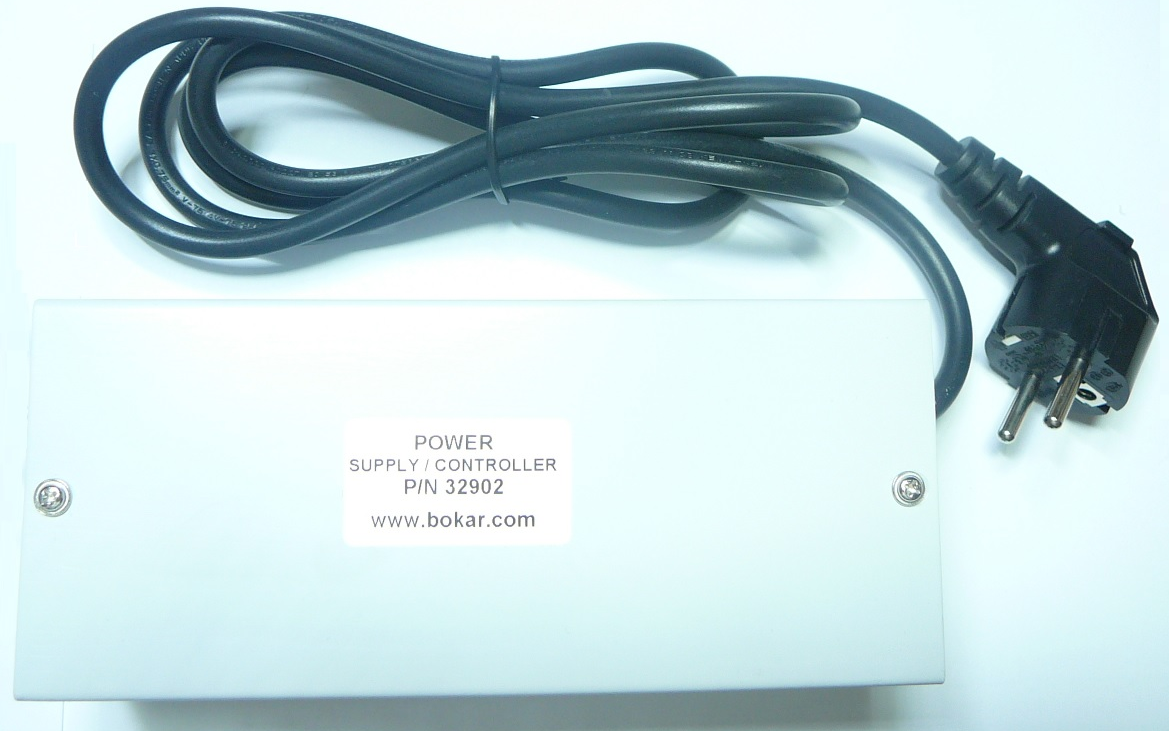 POWER
SUPPLY / CONTROLLER
P/N 32902
www.bokar.com